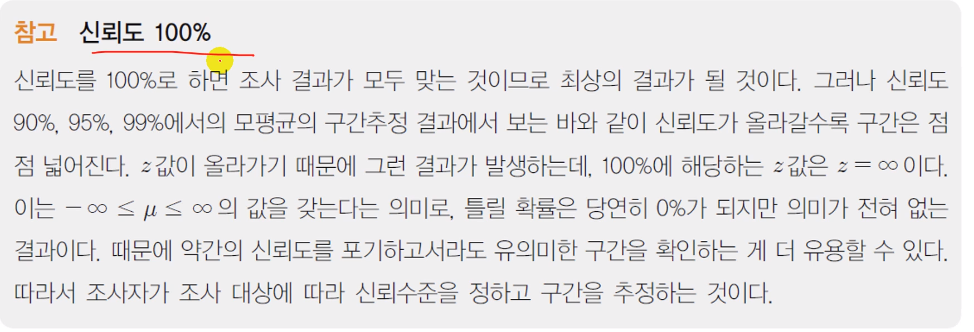 참고 신뢰도 100%
신뢰도를 100%로 하면 조사 결과가 모두 맞는 것이므로 최상의 결과가 될 것이다. 그러나 신뢰도
90%, 95%, 99%에서의 모평균의 구간추정 결과에서 보는 바와 같이 신뢰도가 올라갈수록 구간은 점
점 넓어진다. z값이 올라가기 때문에 그런 결과가 발생하는데, 100%에 해당하는 z값은 z=∞이다.
이는 −∞ ≤ μ ≤ ∞의 값을 갖는다는 의미로, 틀릴 확률은 당연히 0%가 되지만 의미가 전혀 없는
결과이다. 때문에 약간의 신뢰도를 포기하고서라도 유의미한 구간을 확인하는 게 더 유용할 수 있다.
따라서 조사자가 조사 대상에 따라 신뢰수준을 정하고 구간을 추정하는 것이다.